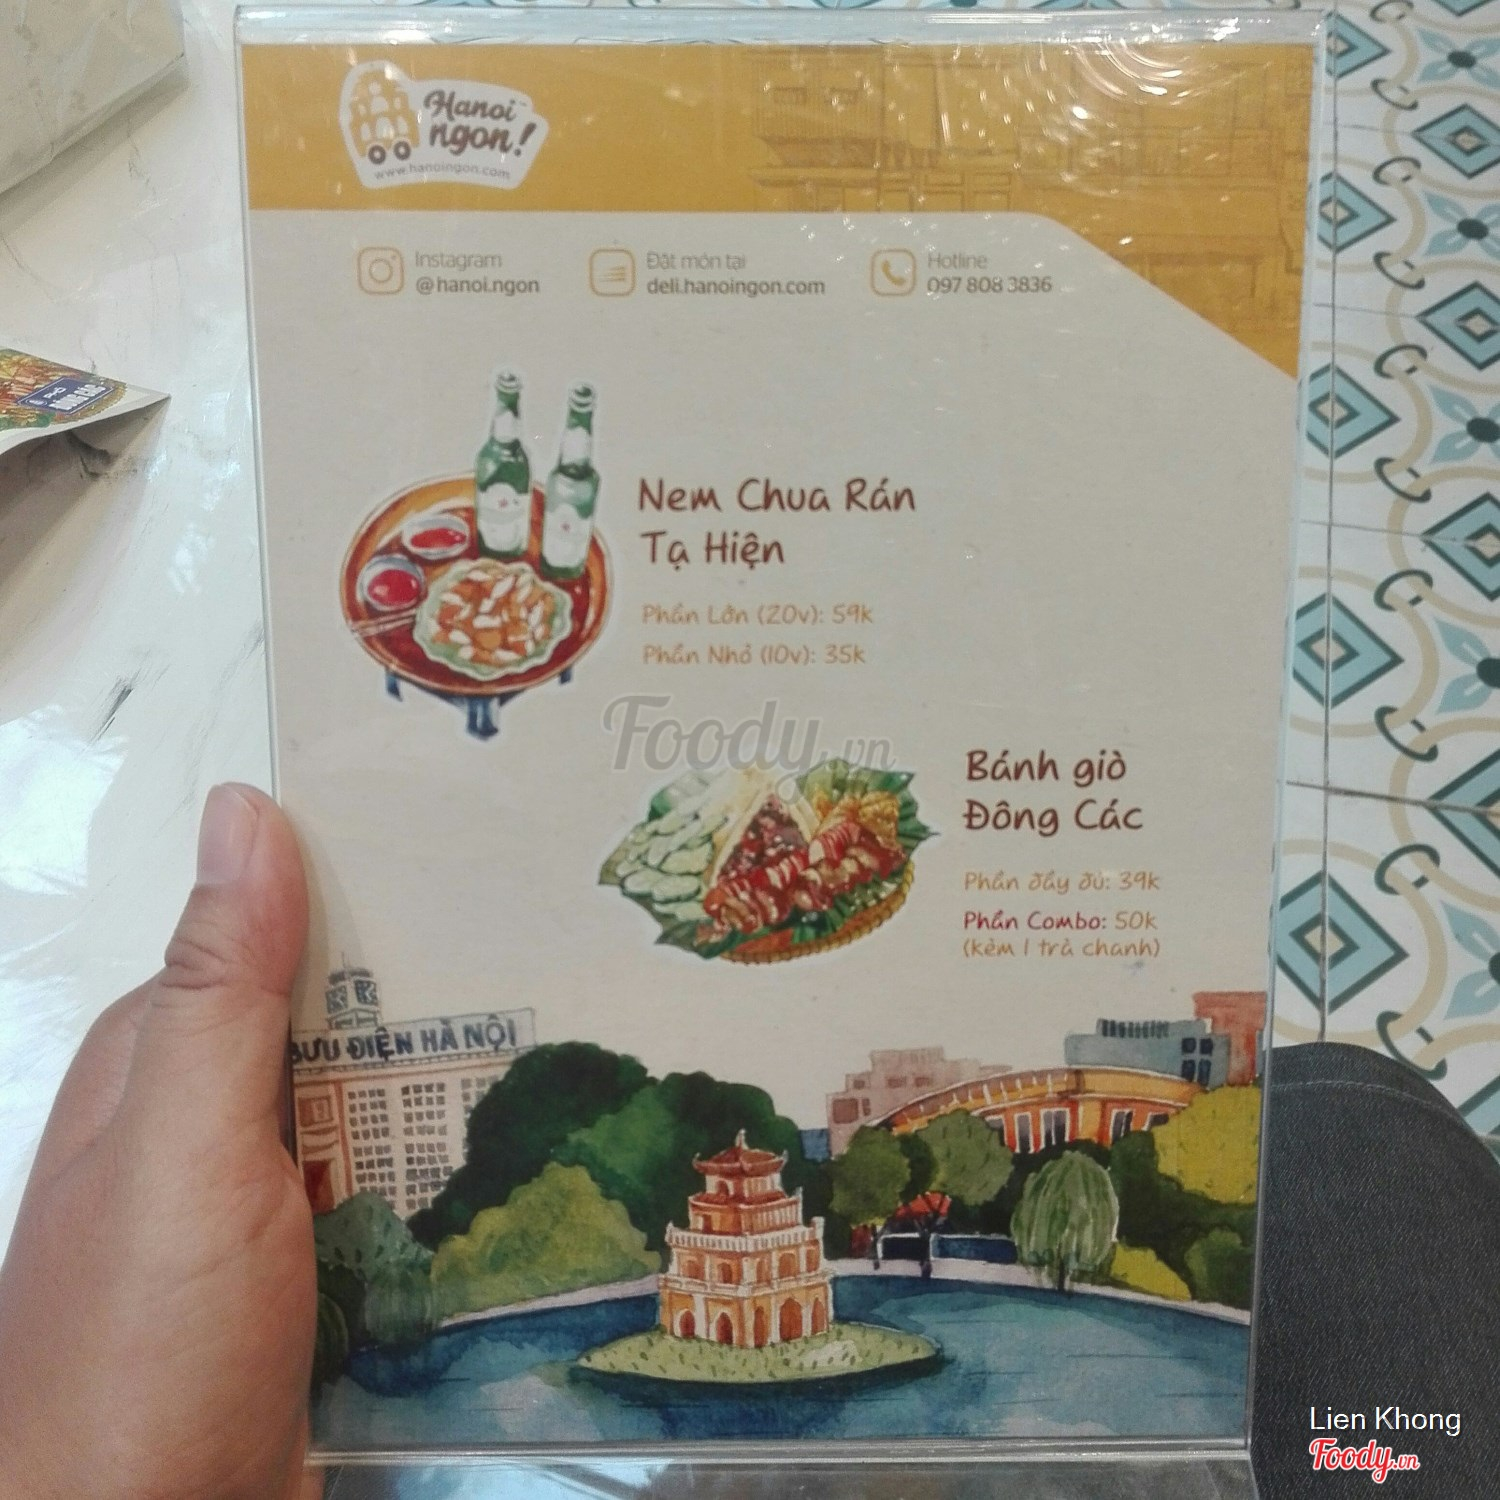 Hanoi
ngon!
www.hanoingon.com
Instagram
@hanoi.ngon
Đặt món tại
deli.hanoingon.com
Hotline
097 808 3836
Nem Chua Rán
Tạ Hiện
Phần Lớn (20v): 59k
Phần Nhỏ (10v): 35k
Foody.vn
Bánh giò
Đông Các
Phần đầy đủ: 39k
Phần Combo: 50k
(kèm 1 trà chanh)
BƯU ĐIỆN HÀ NỘI
Lien Khong
Foody.vn